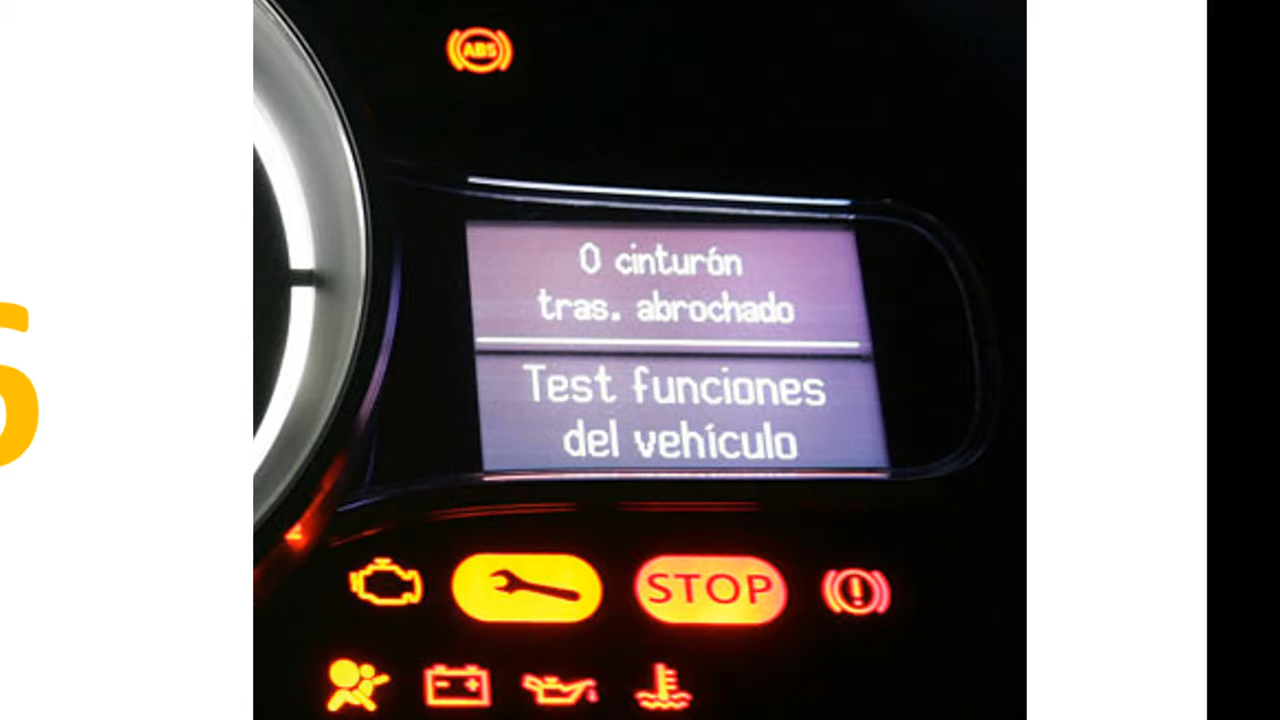 ABS
0 cinturón
tras. abrochado
Test funciones
del vehículo
STOP